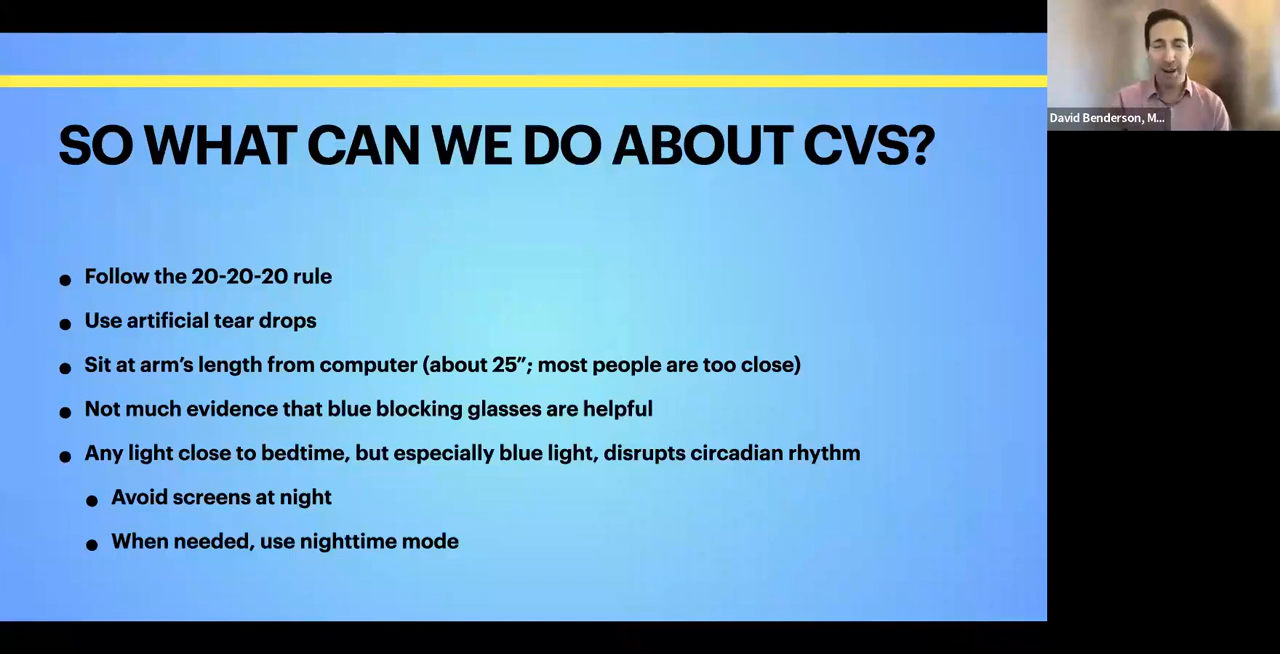 SO WHAT CAN WE DO ABOUT CVS?
• Follow the 20-20-20 rule
• Use artificial tear drops
• Sit at arm’s length from computer (about 25”; most people are too close)
• Not much evidence that blue blocking glasses are helpful
• Any light close to bedtime, but especially blue light, disrupts circadian rhythm
• Avoid screens at night
• When needed, use nighttime mode
David Benderson, M...